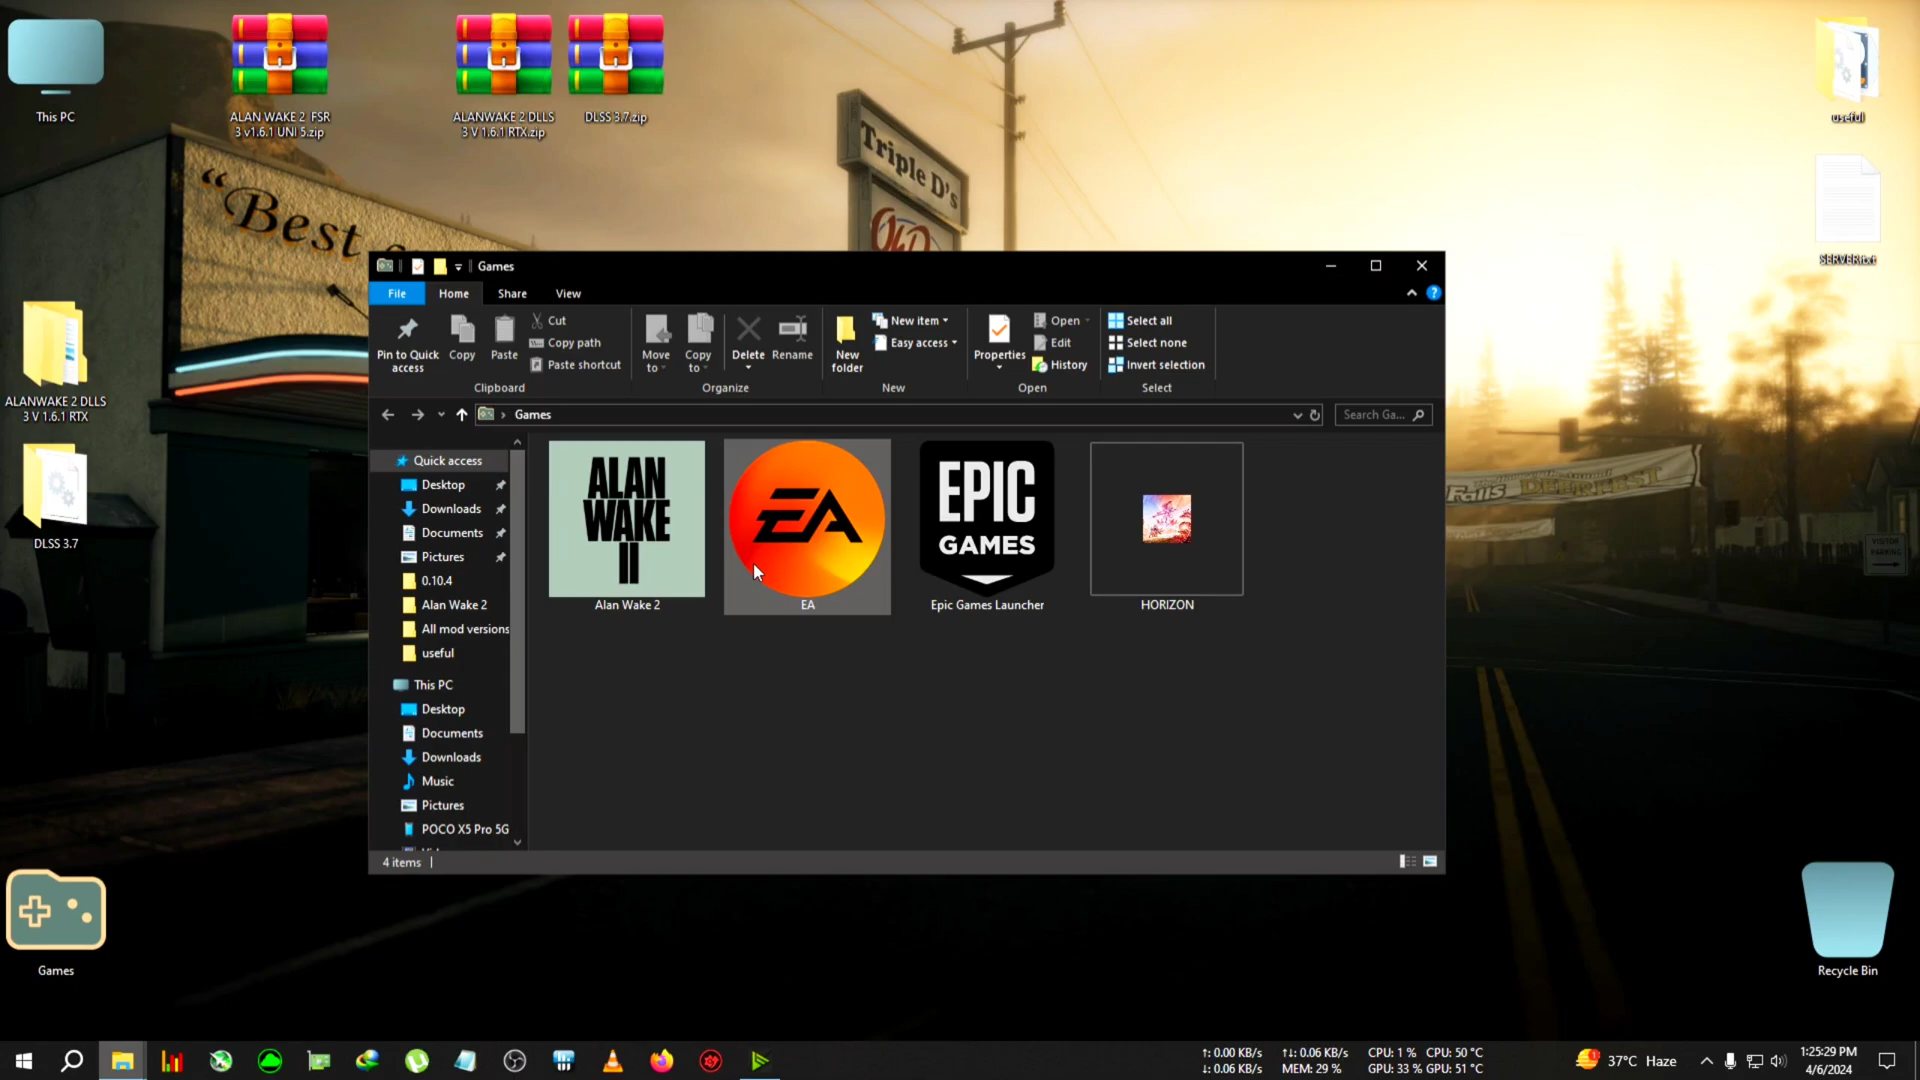 This PC
ALAN WAKE 2 FSR
3 v1.6.1 UNI 5.zip
ALANWAKE 2 DLLS
3 V 1.6.1 RTX.zip
DLSS 3.7.zip
useful
SERVER.txt
Triple D's
"Best
Games
File
Home
Share
View
Pin to Quick
access
Copy
Paste
Cut
Copy path
Paste shortcut
Clipboard
Move
to
Copy
to
Delete
Rename
Organize
New
folder
New item
Easy access
New
Properties
Open
Edit
History
Open
Select all
Select none
Invert selection
Select
Games
Search Ga...
Quick access
Desktop
Downloads
Documents
Pictures
0.10.4
Alan Wake 2
All mod versions
useful
This PC
Desktop
Documents
Downloads
Music
Pictures
POCO X5 Pro 5G
ALAN
WAKE
II
Alan Wake 2
EA
EA
EPIC
GAMES
Epic Games Launcher
HORIZON
4 items
ALANWAKE 2 DLLS
3 V 1.6.1 RTX
DLSS 3.7
Games
Falls DEERFEST
VISITOR
PARKING
Recycle Bin
↑: 0.00 KB/s
↓: 0.06 KB/s
↑↓: 0.06 KB/s
MEM: 29 %
CPU: 1 % CPU: 50 °C
GPU: 33 % GPU: 51 °C
1
37°C Haze
1:25:29 PM
4/6/2024